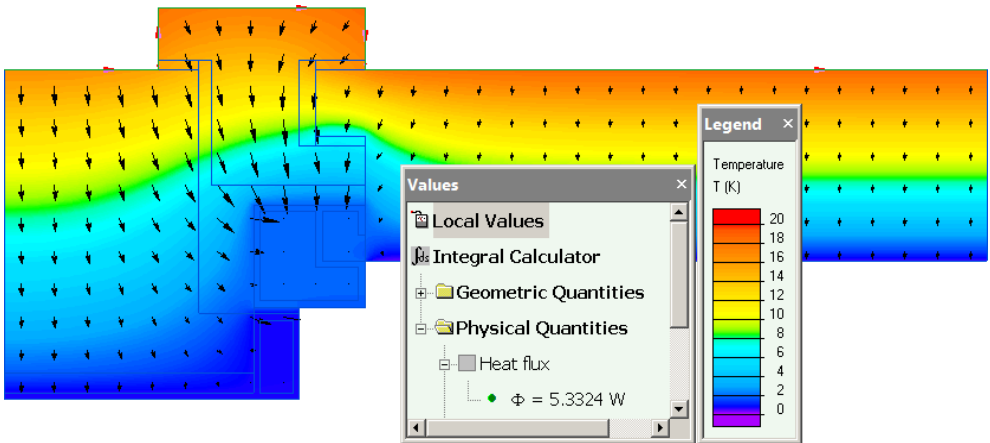 Legend ×
Temperature
T (K)
20
18
16
14
12
10
8
6
4
2
0
Values ×
Local Values
∫ds Integral Calculator
Geometric Quantities
Physical Quantities
Heat flux
Φ = 5.3324 W